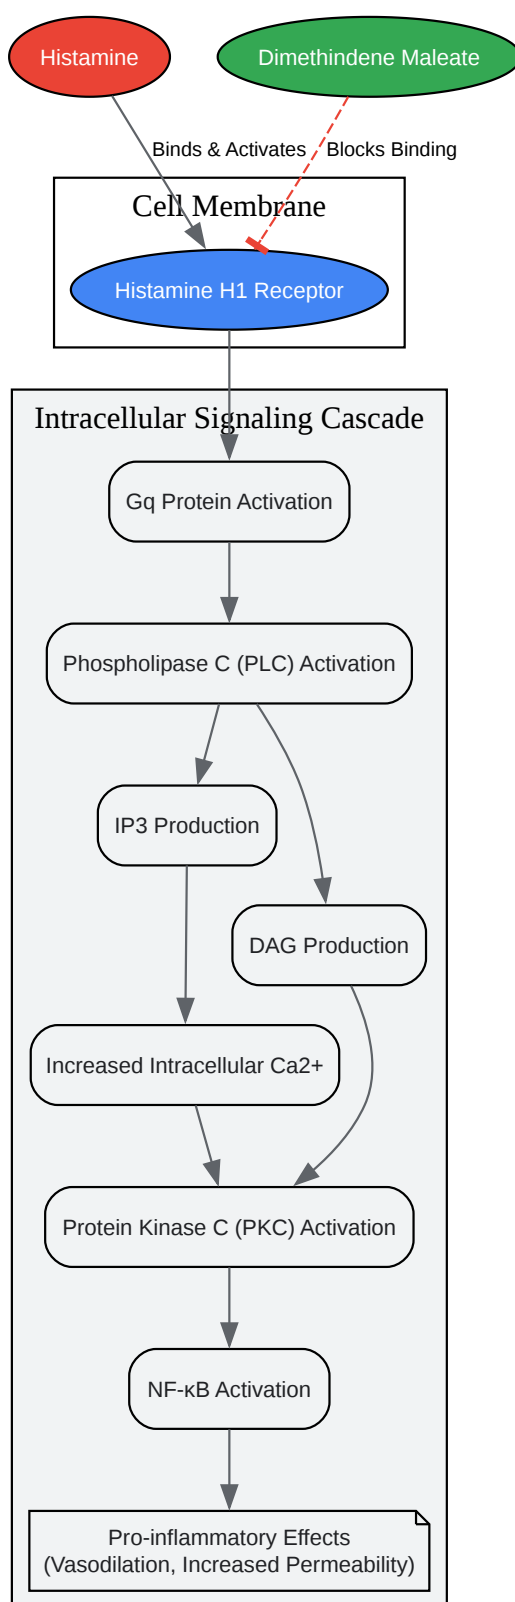 Histamine
Dimethindene Maleate
Binds & Activates
Blocks Binding
Cell Membrane
Histamine H1 Receptor
Intracellular Signaling Cascade
Gq Protein Activation
Phospholipase C (PLC) Activation
IP3 Production
DAG Production
Increased Intracellular Ca2+
Protein Kinase C (PKC) Activation
NF-κB Activation
Pro-inflammatory Effects
(Vasodilation, Increased Permeability)